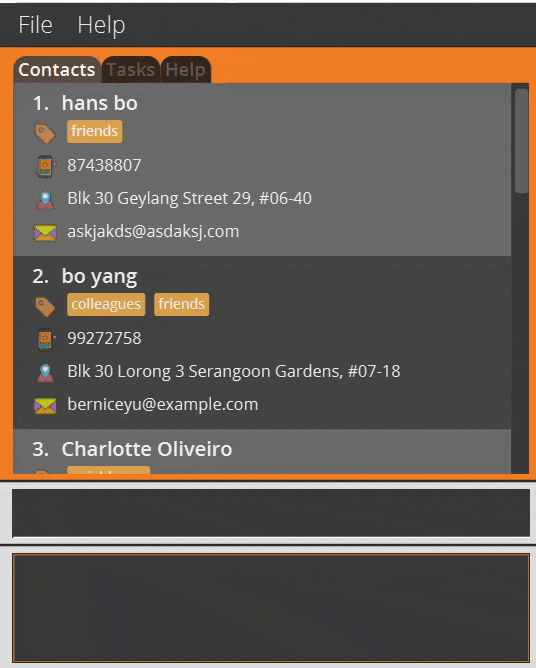 File Help
Contacts Tasks Help
1. hans bo
friends
87438807
Blk 30 Geylang Street 29, #06-40
askjakds@asdaksj.com
2. bo yang
colleagues friends
99272758
Blk 30 Lorong 3 Serangoon Gardens, #07-18
berniceyu@example.com
3. Charlotte Oliveiro